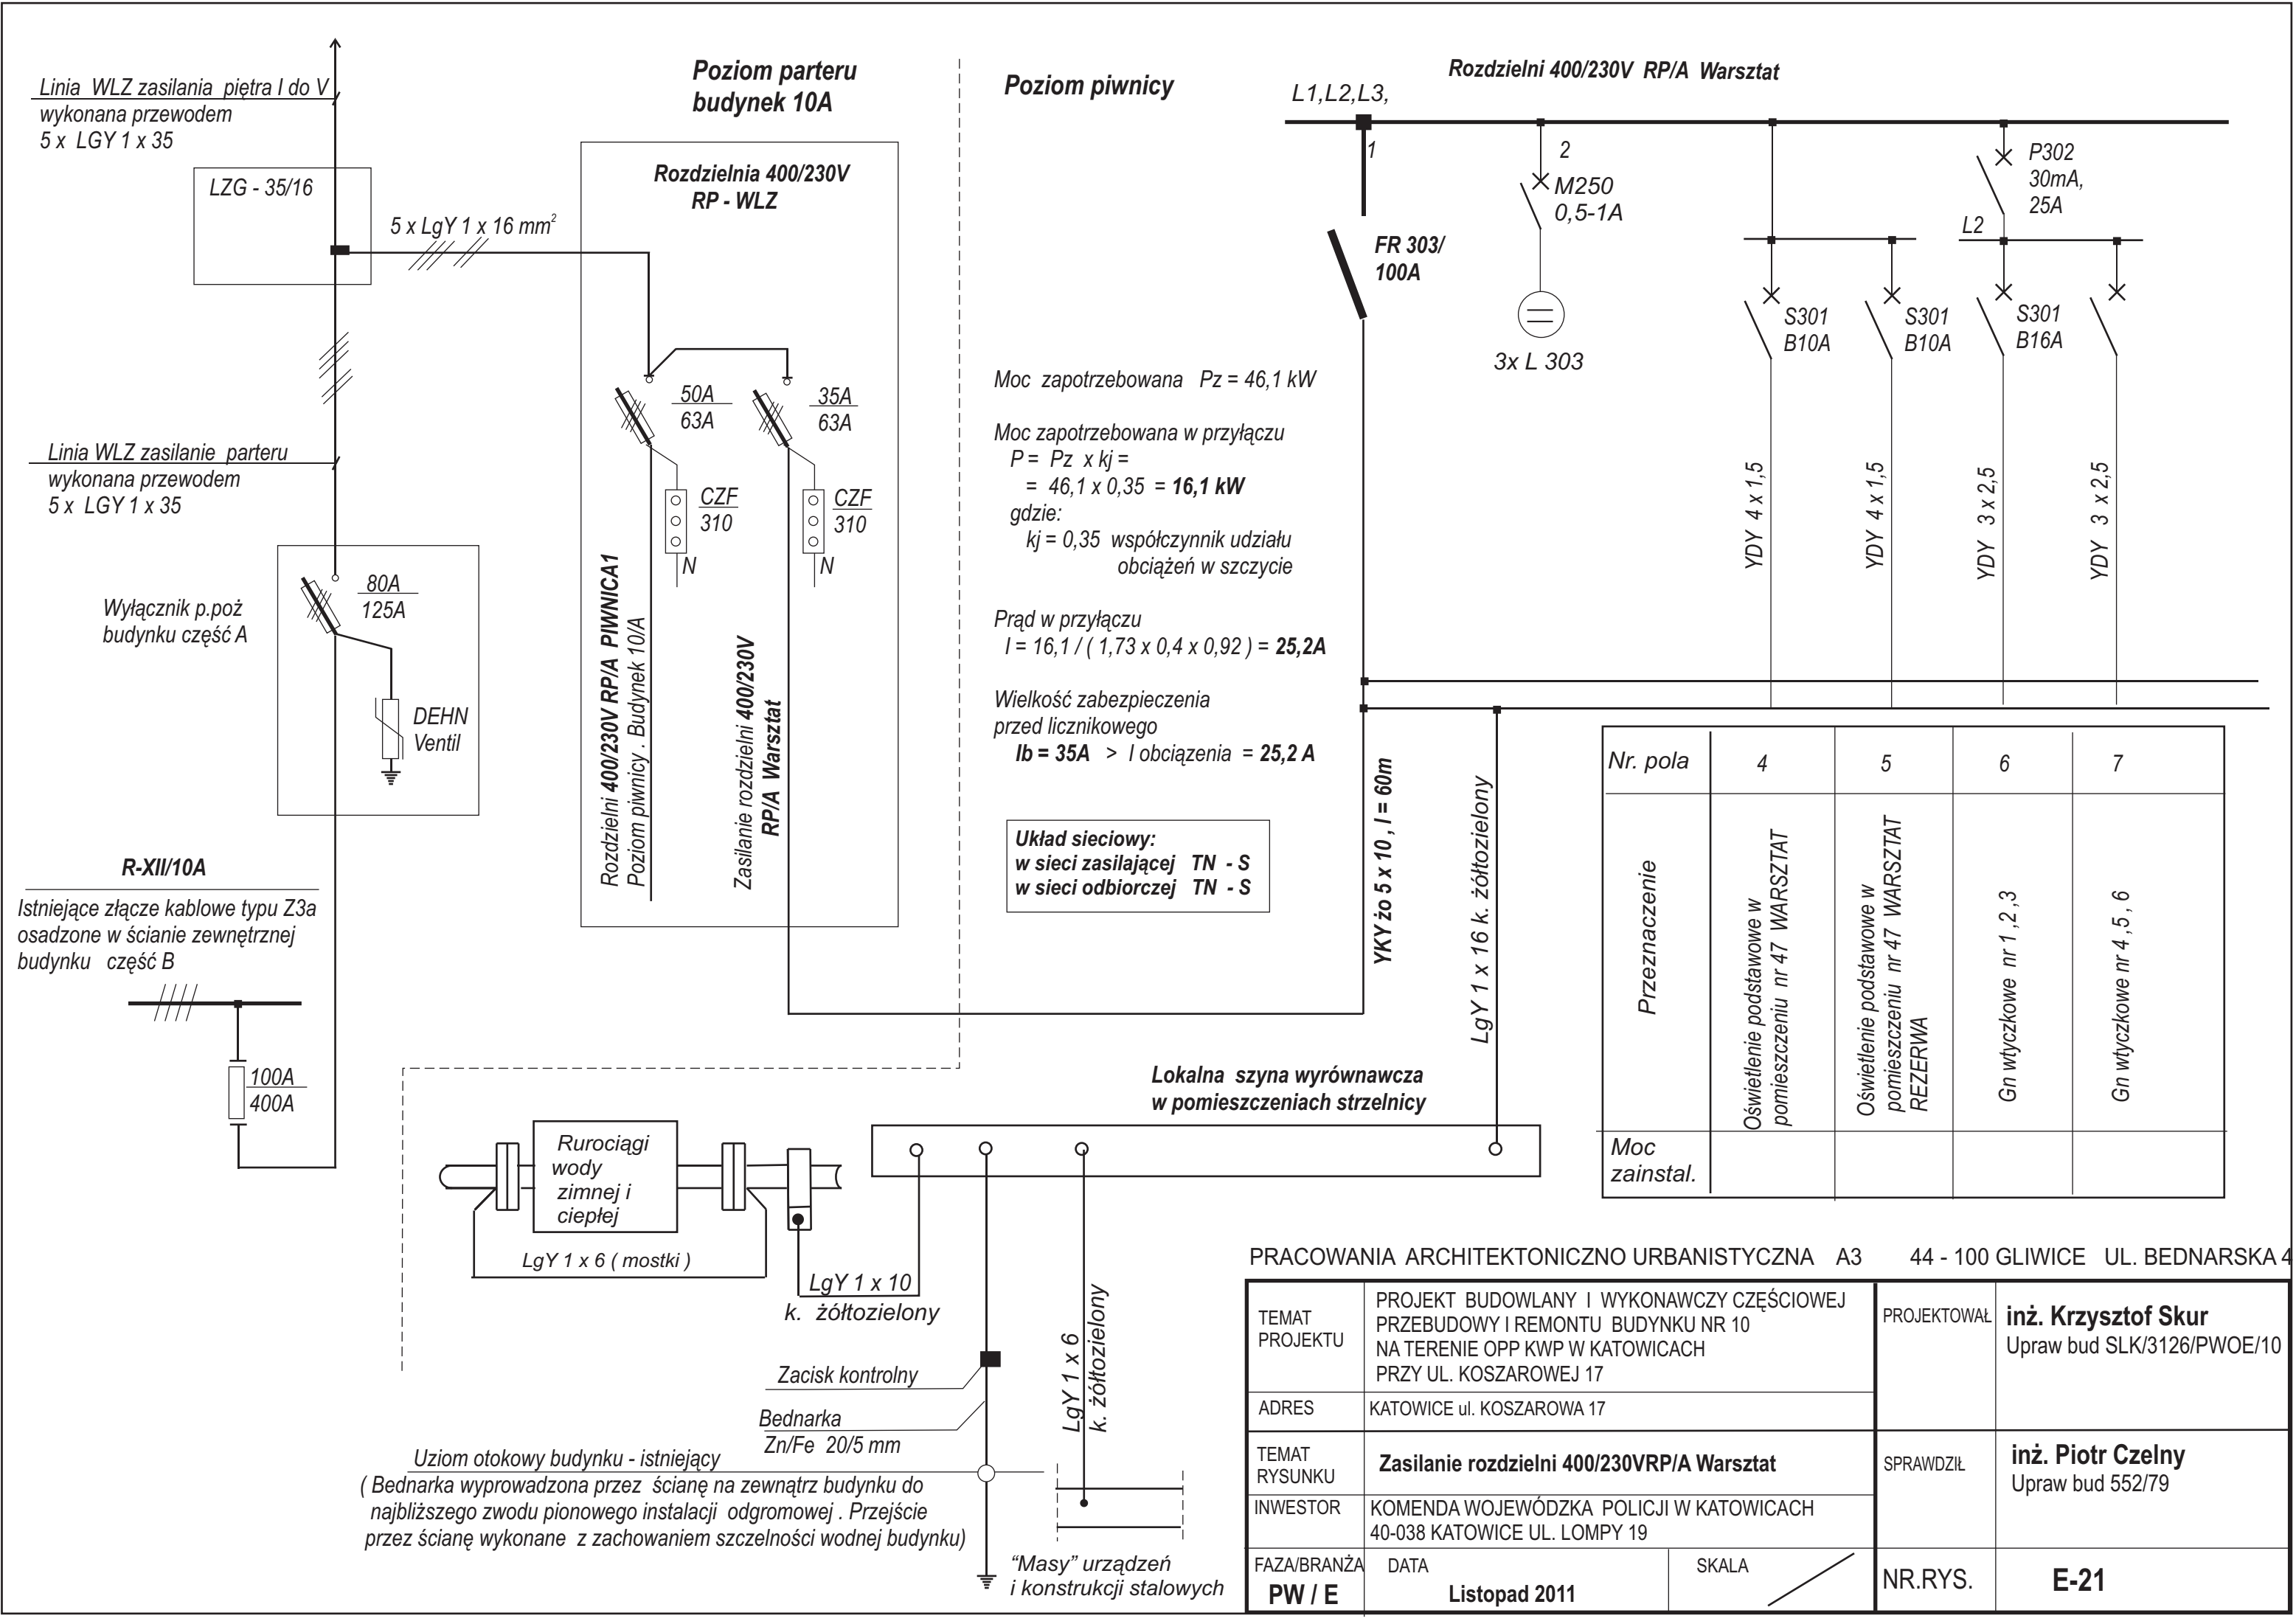 Linia WLZ zasilania piętra I do V
wykonana przewodem
5 x LGY 1 x 35
LZG - 35/16
5 x LgY 1 x 16 mm²
Linia WLZ zasilanie parteru
wykonana przewodem
5 x LGY 1 x 35
Wyłącznik p.poż
budynku część A
80A
125A
DEHN
Ventil
R-XII/10A
Istniejące złącze kablowe typu Z3a
osadzone w ścianie zewnętrznej
budynku część B
100A
400A
Poziom parteru
budynek 10A
Rozdzielnia 400/230V
RP - WLZ
50A
63A
35A
63A
CZF
310
N
CZF
310
N
Rozdzielni 400/230V RP/A PIWNICA1
Poziom piwnicy . Budynek 10/A
Zasilanie rozdzielni 400/230V
RP/A Warsztat
Poziom piwnicy
Moc zapotrzebowana Pz = 46,1 kW
Moc zapotrzebowana w przyłączu
P = Pz x kj =
= 46,1 x 0,35 = 16,1 kW
gdzie:
kj = 0,35 współczynnik udziału
obciążeń w szczycie
Prąd w przyłączu
I = 16,1 / ( 1,73 x 0,4 x 0,92 ) = 25,2A
Wielkość zabezpieczenia
przed licznikowego
Ib = 35A > I obciązenia = 25,2 A
Układ sieciowy:
w sieci zasilającej TN - S
w sieci odbiorczej TN - S
Rozdzielni 400/230V RP/A Warsztat
L1,L2,L3,
1
FR 303/
100A
2
M250
0,5-1A
3x L 303
P302
30mA,
25A
L2
S301
B10A
S301
B10A
S301
B16A
YDY 4 x 1,5
YDY 4 x 1,5
YDY 3 x 2,5
YDY 3 x 2,5
YKY żo 5 x 10 , l = 60m
LgY 1 x 16 k. żółtozielony
Nr. pola
4
5
6
7
Przeznaczenie
Oświetlenie podstawowe w
pomieszczeniu nr 47 WARSZTAT
Oświetlenie podstawowowe w
pomieszczeniu nr 47 WARSZTAT
REZERWA
Gn wtyczkowe nr 1 ,2 ,3
Gn wtyczkowe nr 4 ,5 , 6
Moc
zainstal.
Lokalna szyna wyrównawcza
w pomieszczeniach strzelnicy
Rurociągi
wody
zimnej i
ciepłej
LgY 1 x 6 ( mostki )
LgY 1 x 10
k. żółtozielony
Zacisk kontrolny
Bednarka
Zn/Fe 20/5 mm
Uziom otokowy budynku - istniejący
( Bednarka wyprowadzona przez ścianę na zewnątrz budynku do
najbliższego zwodu pionowego instalacji odgromowej . Przejście
przez ścianę wykonane z zachowaniem szczelności wodnej budynku)
LgY 1 x 6
k. żółtozielony
“Masy” urządzeń
i konstrukcji stalowych
PRACOWANIA ARCHITEKTONICZNO URBANISTYCZNA A3 44 - 100 GLIWICE UL. BEDNARSKA 4
TEMAT
PROJEKTU
PROJEKT BUDOWLANY I WYKONAWCZY CZĘŚCIOWEJ
PRZEBUDOWY I REMONTU BUDYNKU NR 10
NA TERENIE OPP KWP W KATOWICACH
PRZY UL. KOSZAROWEJ 17
PROJEKTOWAŁ
inż. Krzysztof Skur
Upraw bud SLK/3126/PWOE/10
ADRES
KATOWICE ul. KOSZAROWA 17
TEMAT
RYSUNKU
Zasilanie rozdzielni 400/230VRP/A Warsztat
SPRAWDZIŁ
inż. Piotr Czelny
Upraw bud 552/79
INWESTOR
KOMENDA WOJEWÓDZKA POLICJI W KATOWICACH
40-038 KATOWICE UL. LOMPY 19
FAZA/BRANŻA
PW / E
DATA
Listopad 2011
SKALA
NR.RYS.
E-21